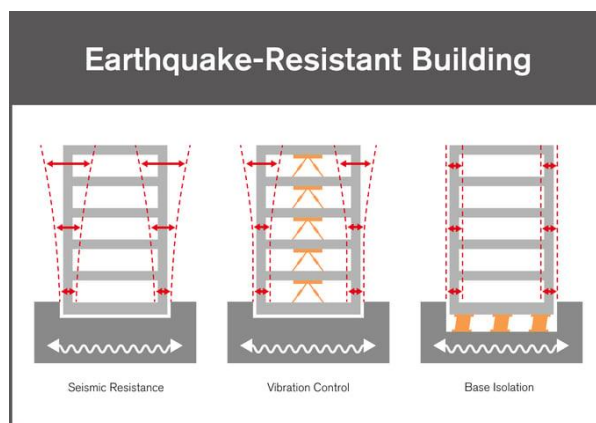 Earthquake-Resistant Building
Seismic Resistance
Vibration Control
Base Isolation